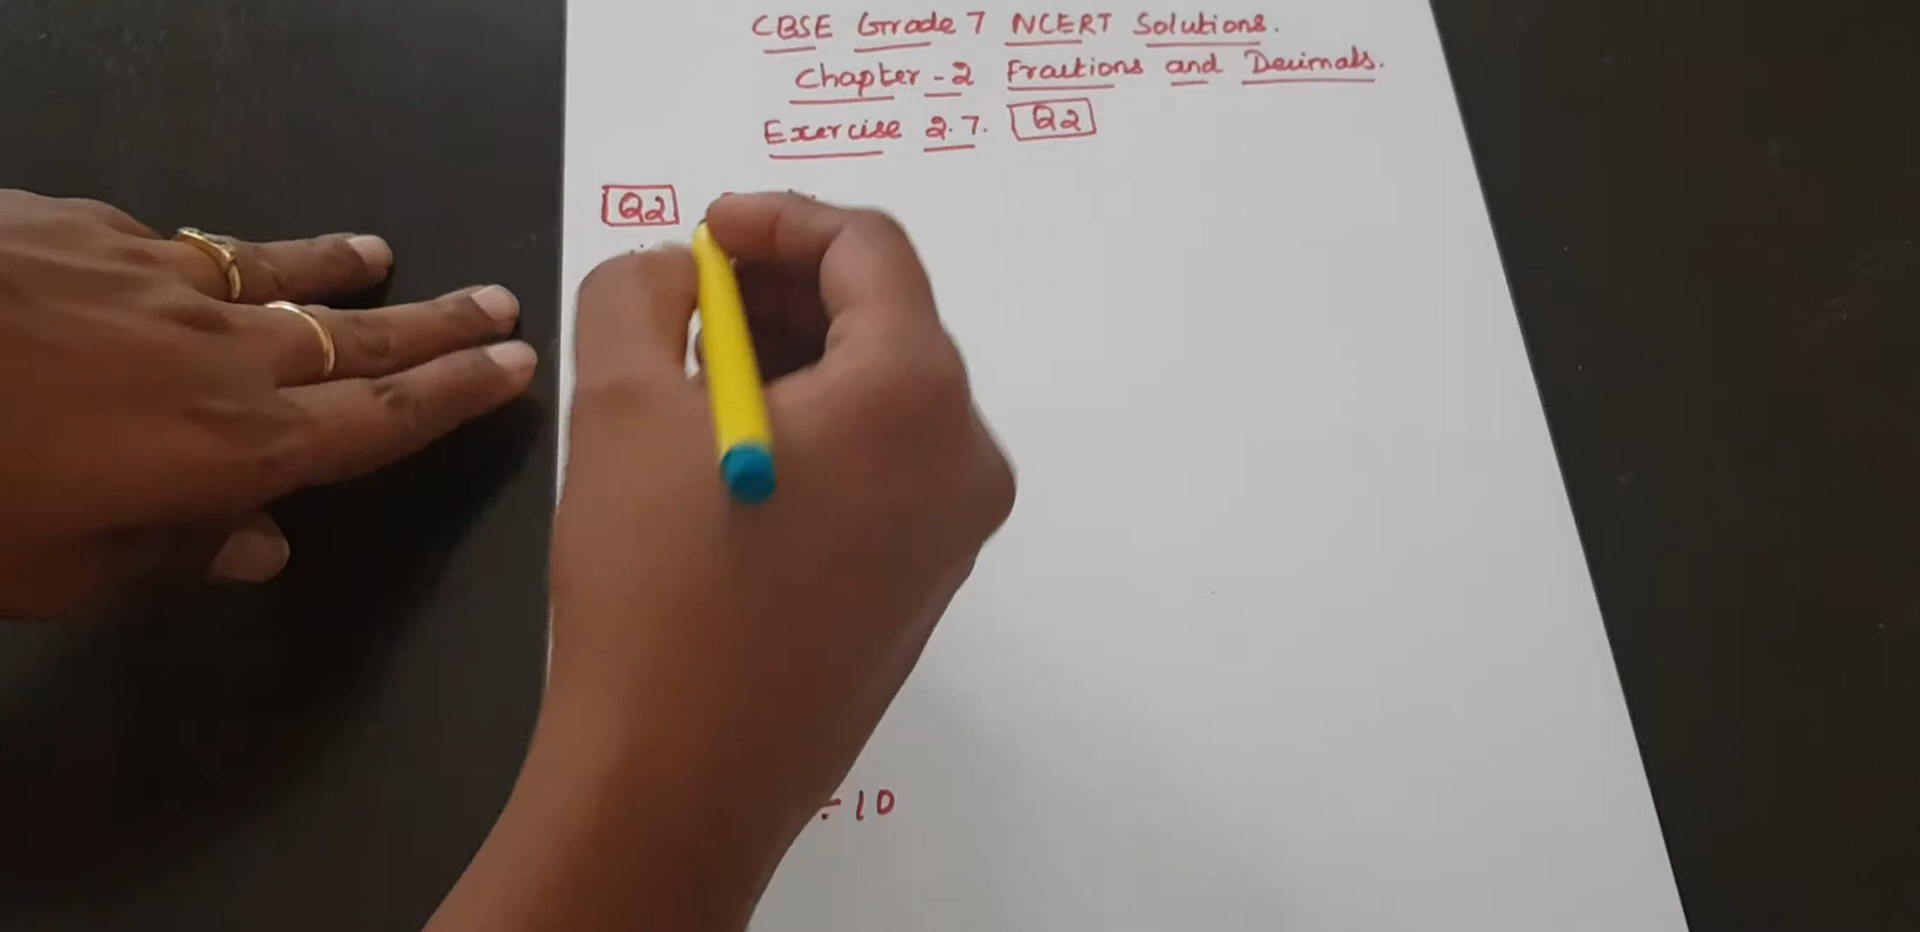 CBSE Grade 7 NCERT Solutions.
Chapter - 2 Fractions and Decimals.
Exercise 2.7. Q2
Q2
÷ 10